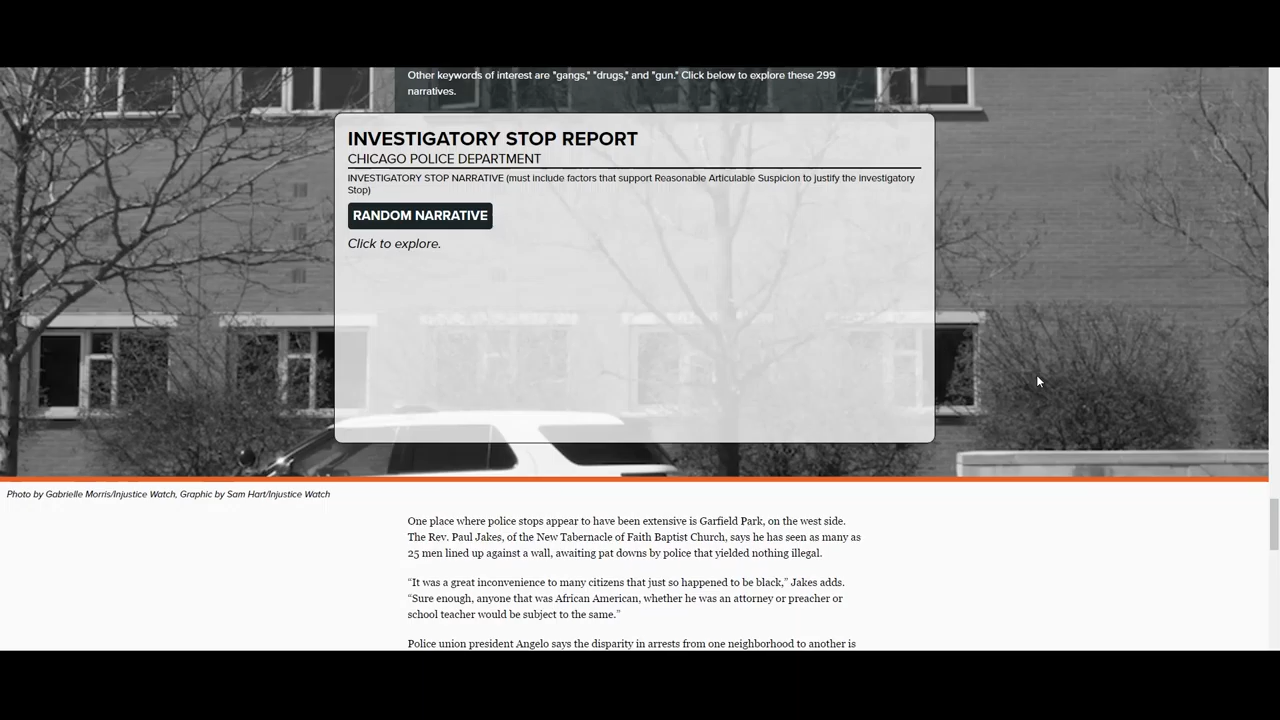 Other keywords of interest are "gangs," "drugs," and "gun." Click below to explore these 299
narratives.
INVESTIGATORY STOP REPORT
CHICAGO POLICE DEPARTMENT
INVESTIGATORY STOP NARRATIVE (must include factors that support Reasonable Articulable Suspicion to justify the investigatory
Stop)
RANDOM NARRATIVE
Click to explore.
Photo by Gabrielle Morris/Injustice Watch, Graphic by Sam Hart/Injustice Watch
One place where police stops appear to have been extensive is Garfield Park, on the west side.
The Rev. Paul Jakes, of the New Tabernacle of Faith Baptist Church, says he has seen as many as
25 men lined up against a wall, awaiting pat downs by police that yielded nothing illegal.
“It was a great inconvenience to many citizens that just so happened to be black,” Jakes adds.
“Sure enough, anyone that was African American, whether he was an attorney or preacher or
school teacher would be subject to the same.”
Police union president Angelo says the disparity in arrests from one neighborhood to another is